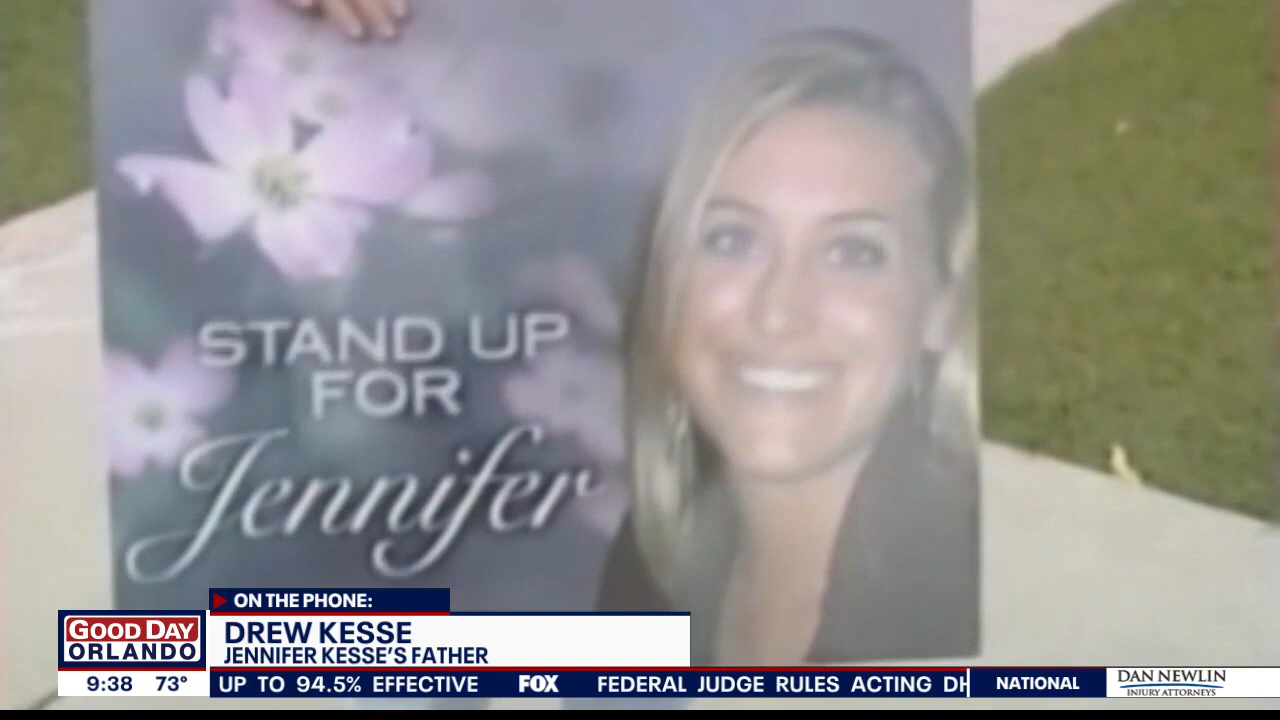 STAND UP
FOR
Jennifer
ON THE PHONE:
DREW KESSE
JENNIFER KESSE'S FATHER
GOOD DAY
ORLANDO
9:38 73°
UP TO 94.5% EFFECTIVE FOX FEDERAL JUDGE RULES ACTING
NATIONAL
DAN NEWLIN
INJURY ATTORNEYS